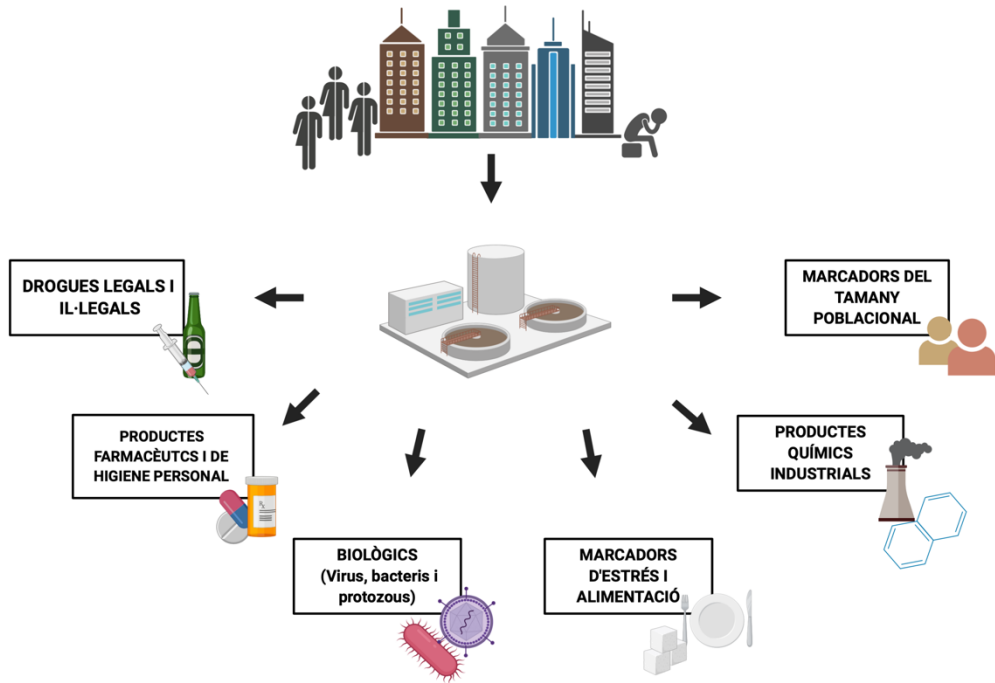 DROGUES LEGALS I
IL·LEGALS
MARCADORS DEL
TAMANY
POBLACIONAL
PRODUCTES
FARMACÈUTCS I DE
HIGIENE PERSONAL
PRODUCTES
QUÍMICS
INDUSTRIALS
BIOLÒGICS
(Virus, bacteris i
protozous)
MARCADORS
D'ESTRÉS I
ALIMENTACIÓ